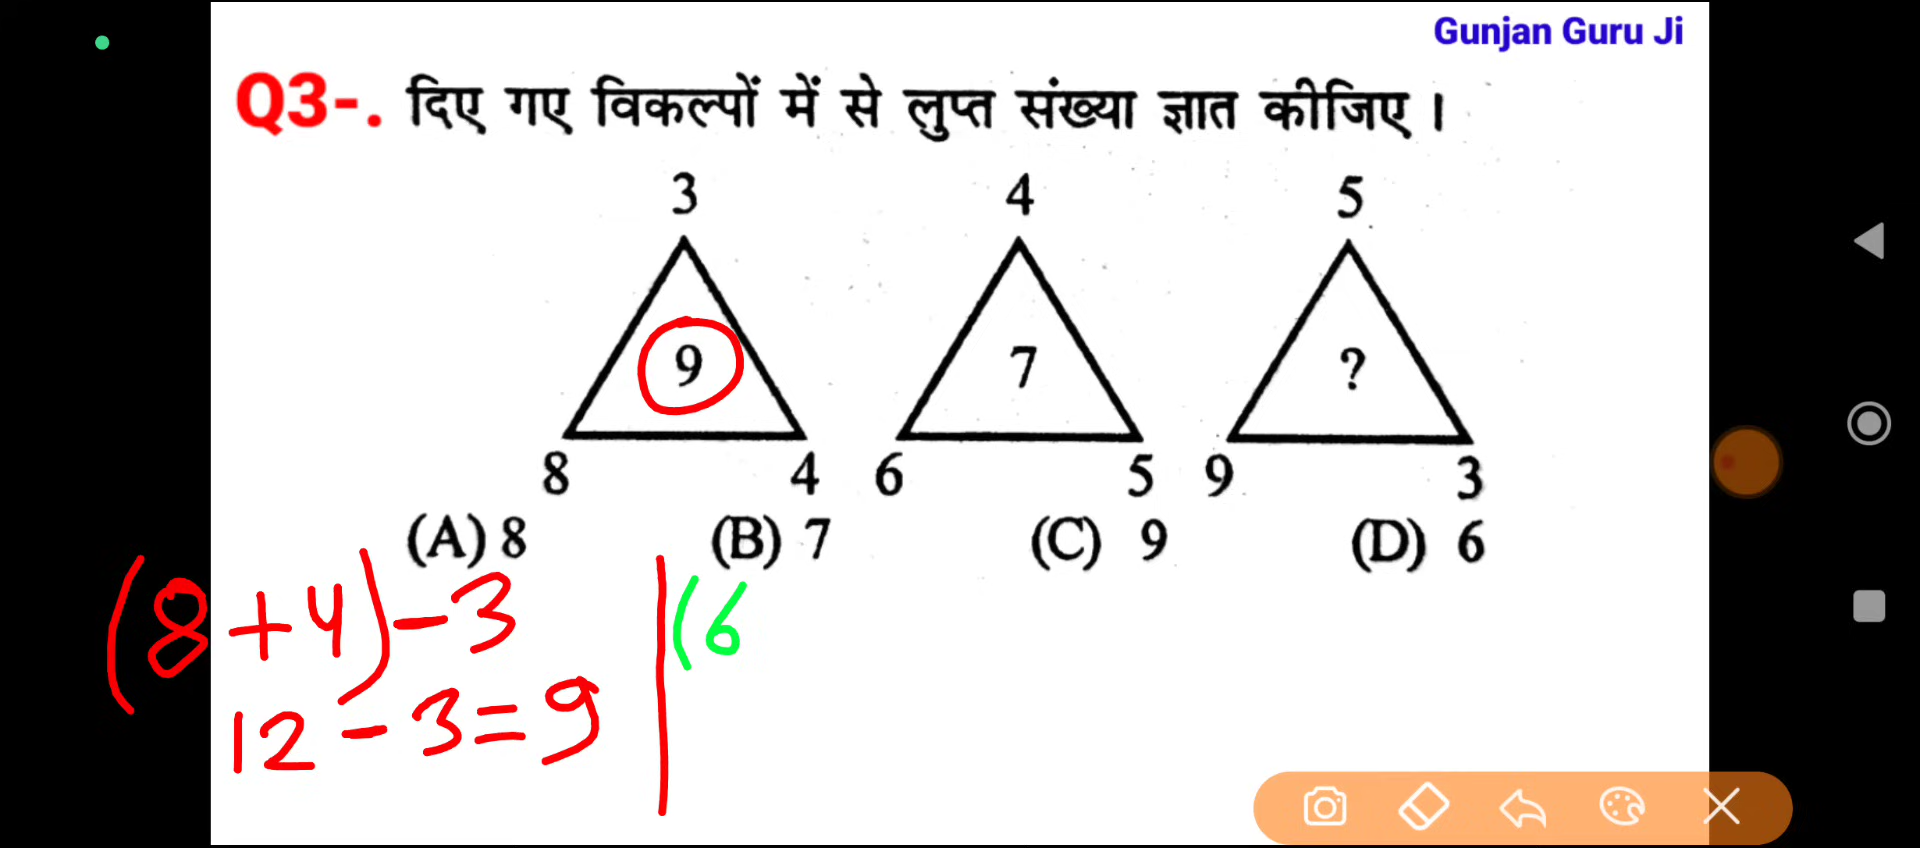 Gunjan Guru Ji
Q3-. दिए गए विकल्पों में से लुप्त संख्या ज्ञात कीजिए ।
3 4 5
9 7 ?
8 4 6 5 9 3
(A) 8 (B) 7 (C) 9 (D) 6
(8+4)-3 (6
12-3=9